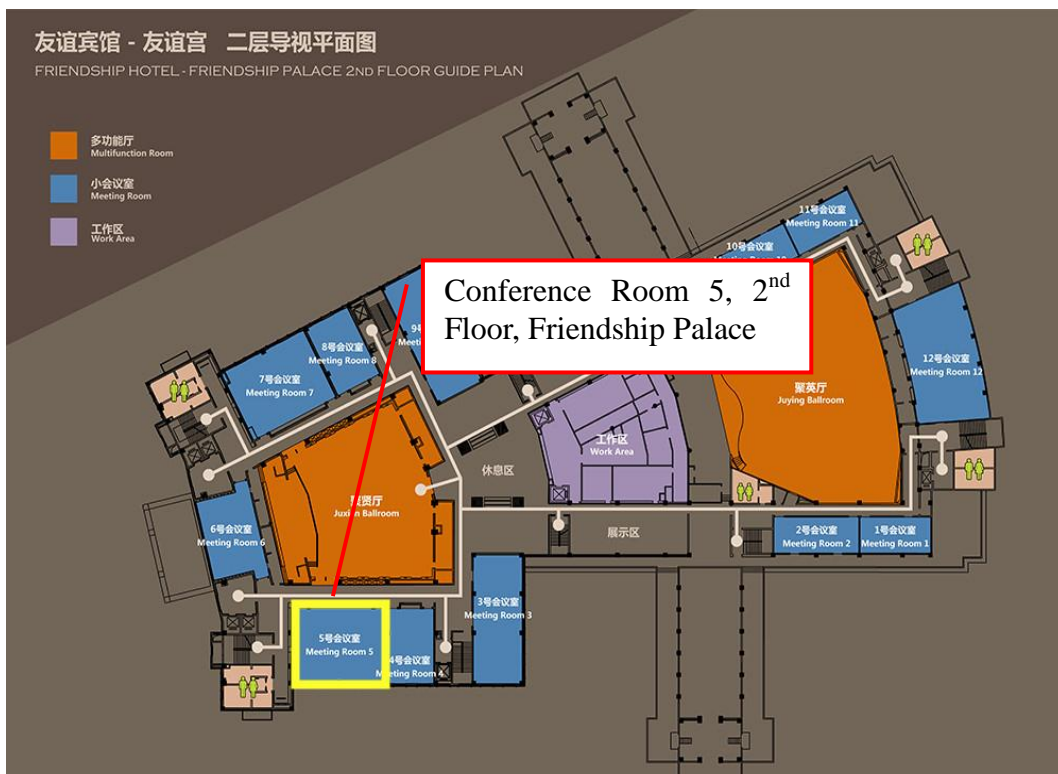 友谊宾馆 - 友谊宫 二层导视平面图
FRIENDSHIP HOTEL - FRIENDSHIP PALACE 2ND FLOOR GUIDE PLAN
多功能厅
Multifunction Room
小会议室
Meeting Room
工作区
Work Area
11号会议室
Meeting Room 11
10号会议室
Meeting Room 10
Conference Room 5, 2nd
Floor, Friendship Palace
9号
8号会议室
Meeting Room 8
7号会议室
Meeting Room 7
12号会议室
Meeting Room 12
聚英厅
Juying Ballroom
工作区
Work Area
休息区
聚贤厅
Juxian Ballroom
6号会议室
Meeting Room 6
展示区
2号会议室
Meeting Room 2
1号会议室
Meeting Room 1
3号会议室
Meeting Room 3
5号会议室
Meeting Room 5
4号会议室
Meeting Room 4